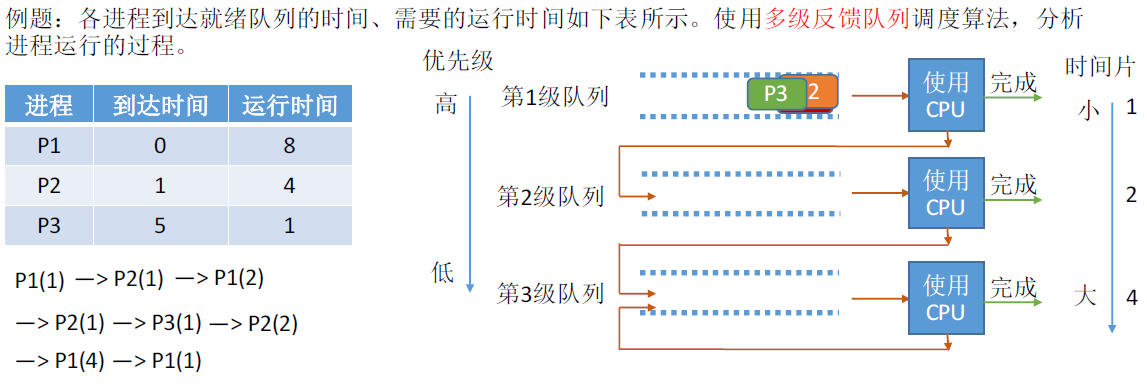 例题：各进程到达就绪队列的时间、需要的运行时间如下表所示。使用多级反馈队列调度算法，分析
进程运行的过程。
进程 到达时间 运行时间
P1 0 8
P2 1 4
P3 5 1
P1(1) —> P2(1) —> P1(2)
—> P2(1) —> P3(1) —> P2(2)
—> P1(4) —> P1(1)
优先级
高
低
第1级队列
P3
2
使用
CPU
完成
第2级队列
使用
CPU
完成
第3级队列
使用
CPU
完成
时间片
小
1
2
大
4